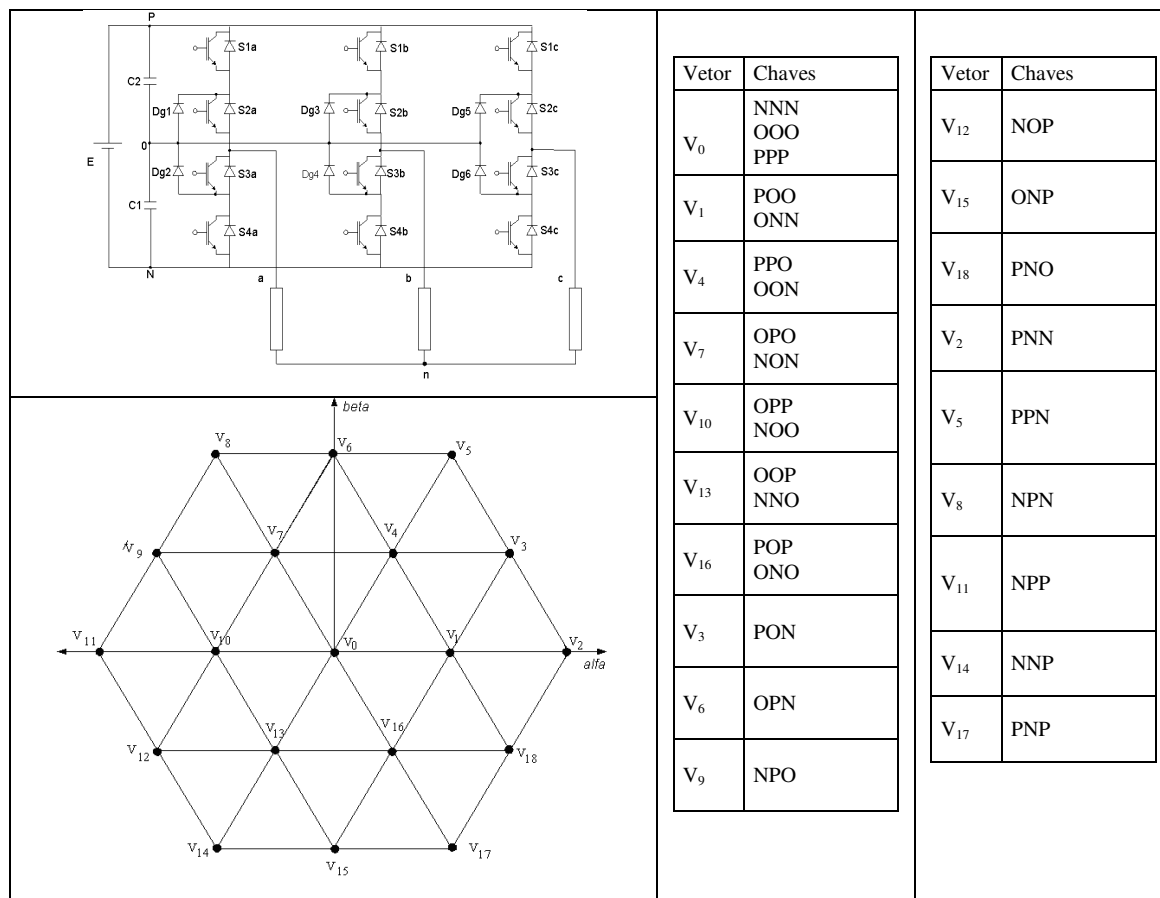 P
S1a
S1b
S1c
C2
Dg1
S2a
Dg3
S2b
Dg5
S2c
0
E
Dg2
S3a
Dg4
S3b
Dg6
S3c
C1
S4a
S4b
S4c
N
a
b
c
n
beta
V8
V6
V5
V7
V4
V3
V9
V11
V10
V0
V1
V2
alfa
V12
V13
V16
V18
V14
V15
V17
Vetor Chaves
NNN
V0 OOO
PPP
V1 POO
ONN
V4 PPO
OON
V7 OPO
NON
V10 OPP
NOO
V13 OOP
NNO
V16 POP
ONO
V3 PON
V6 OPN
V9 NPO
Vetor Chaves
V12 NOP
V15 ONP
V18 PNO
V2 PNN
V5 PPN
V8 NPN
V11 NPP
V14 NNP
V17 PNP